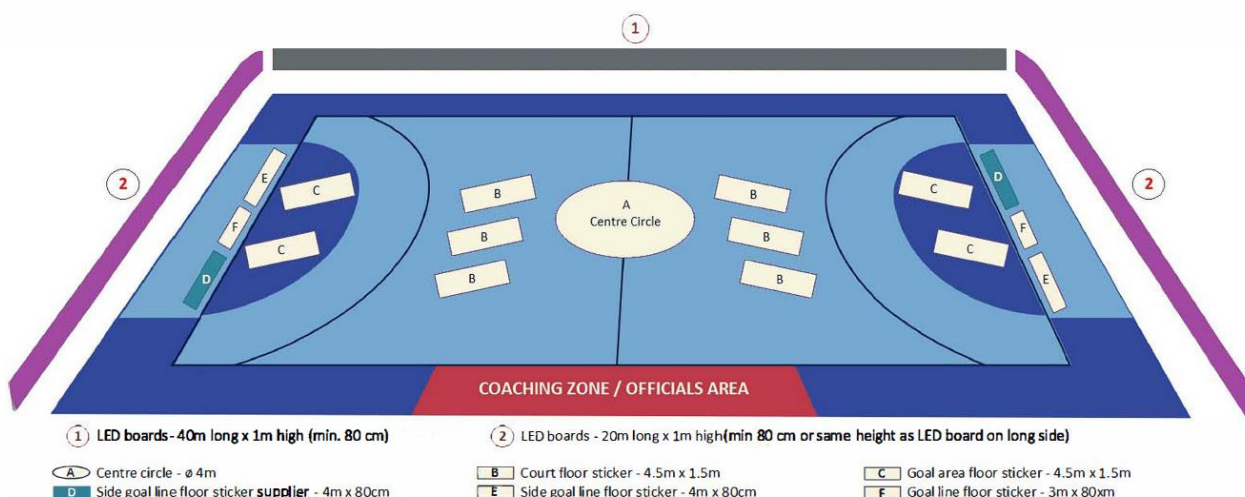 1
2
2
E
C
C
D
B
B
F
A
Centre Circle
F
B
B
C
C
D
B
B
E
COACHING ZONE / OFFICIALS AREA
1 LED boards - 40m long x 1m high (min. 80 cm)
2 LED boards - 20m long x 1m high(min 80 cm or same height as LED board on long side)
A Centre circle - ø 4m
B Court floor sticker - 4.5m x 1.5m
C Goal area floor sticker - 4.5m x 1.5m
D Side goal line floor sticker supplier - 4m x 80cm
E Side goal line floor sticker - 4m x 80cm
F Goal line floor sticker - 3m x 80cm